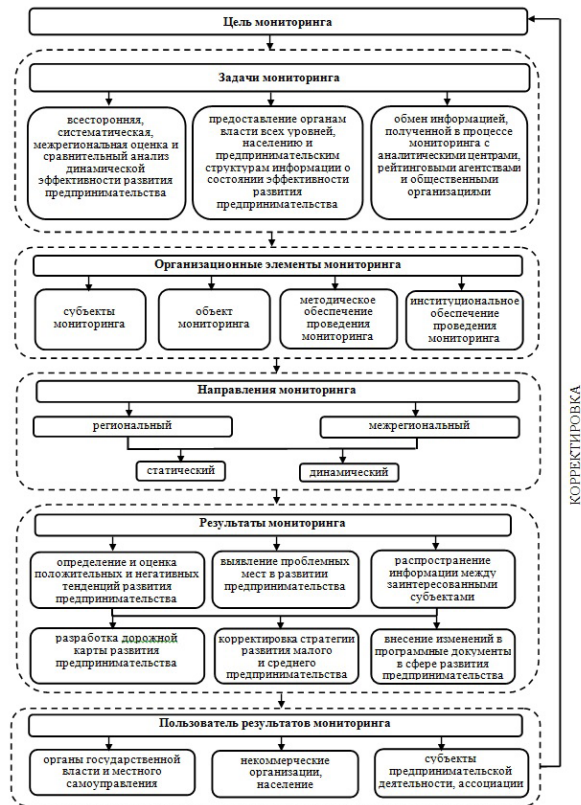 Цель мониторинга
Задачи мониторинга
всесторонняя,
систематическая,
межрегиональная оценка и
сравнительный анализ
динамической
эффективности развития
предпринимательства
предоставление органам
власти всех уровней,
населению и
предпринимательским
структурам информации о
состоянии эффективности
развития
предпринимательства
обмен информацией,
полученной в процессе
мониторинга с
аналитическими центрами,
рейтинговыми агентствами
и общественными
организациями
Организационные элементы мониторинга
субъекты
мониторинга
объект
мониторинга
методическое
обеспечение
проведения
мониторинга
институциональное
обеспечение
проведения
мониторинга
Направления мониторинга
региональный
межрегиональный
статический
динамический
Результаты мониторинга
определение и оценка
положительных и негативных
тенденций развития
предпринимательства
выявление проблемных
мест в развитии
предпринимательства
распространение
информации между
заинтересованными
субъектами
разработка дорожной
карты развития
предпринимательства
корректировка стратегии
развития малого
и среднего
предпринимательства
внесение изменений в
программные документы
в сфере развития
предпринимательства
Пользователь результатов мониторинга
органы государственной
власти и местного
самоуправления
некоммерческие
организации,
население
субъекты
предпринимательской
деятельности, ассоциации
КОРРЕКТИРОВКА